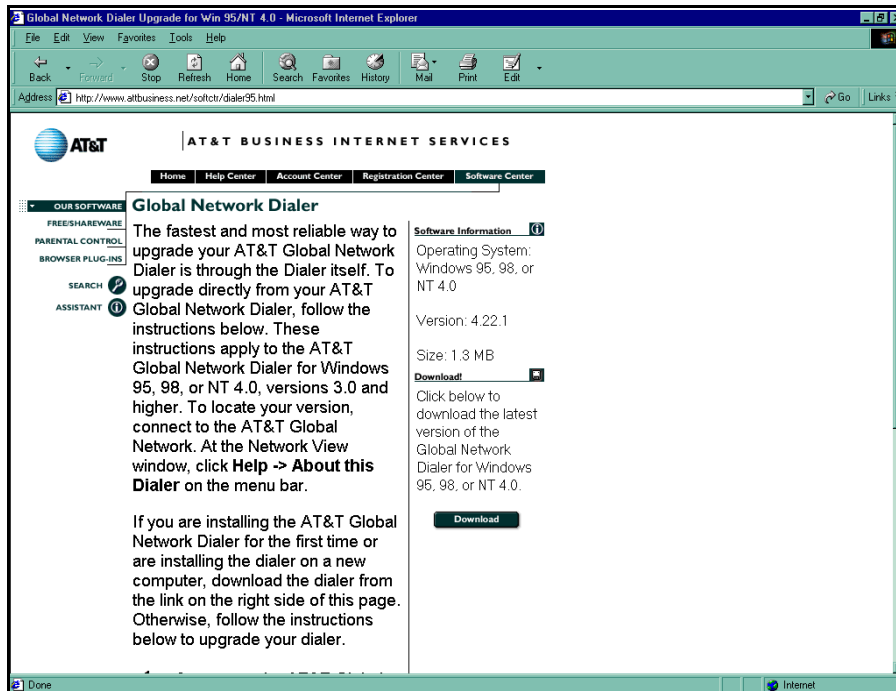 Global Network Dialer Upgrade for Win 95/NT 4.0 - Microsoft Internet Explorer
File Edit View Favorites Tools Help
Back Forward Stop Refresh Home Search Favorites History Mail Print Edit
Address http://www.attbusiness.net/softctr/dialer95.html Go Links
AT&T AT&T BUSINESS INTERNET SERVICES
Home Help Center Account Center Registration Center Software Center
OUR SOFTWARE
FREE/SHAREWARE
PARENTAL CONTROL
BROWSER PLUG-INS
SEARCH
ASSISTANT
Global Network Dialer
The fastest and most reliable way to
upgrade your AT&T Global Network
Dialer is through the Dialer itself. To
upgrade directly from your AT&T
Global Network Dialer, follow the
instructions below. These
instructions apply to the AT&T
Global Network Dialer for Windows
95, 98, or NT 4.0, versions 3.0 and
higher. To locate your version,
connect to the AT&T Global
Network. At the Network View
window, click Help -> About this
Dialer on the menu bar.
If you are installing the AT&T Global
Network Dialer for the first time or
are installing the dialer on a new
computer, download the dialer from
the link on the right side of this page.
Otherwise, follow the instructions
below to upgrade your dialer.
Software Information
Operating System:
Windows 95, 98, or
NT 4.0
Version: 4.22.1
Size: 1.3 MB
Download!
Click below to
download the latest
version of the
Global Network
Dialer for Windows
95, 98, or NT 4.0.
Download
Done Internet